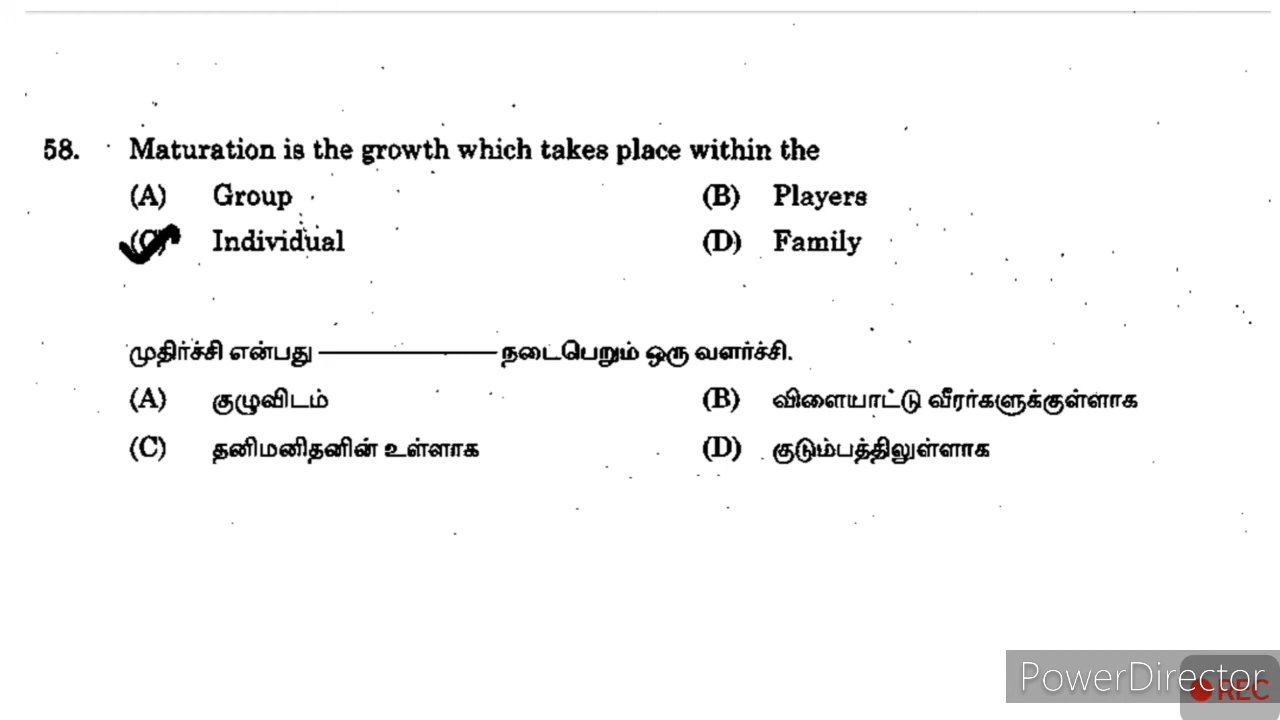 58. Maturation is the growth which takes place within the
(A) Group (B) Players
(C) Individual (D) Family
முதிர்ச்சி என்பது ———————— நடைபெறும் ஒரு வளர்ச்சி.
(A) குழுவிடம் (B) விளையாட்டு வீரர்களுக்குள்ளாக
(C) தனிமனிதனின் உள்ளாக (D) குடும்பத்திலுள்ளாக
PowerDirector
REC